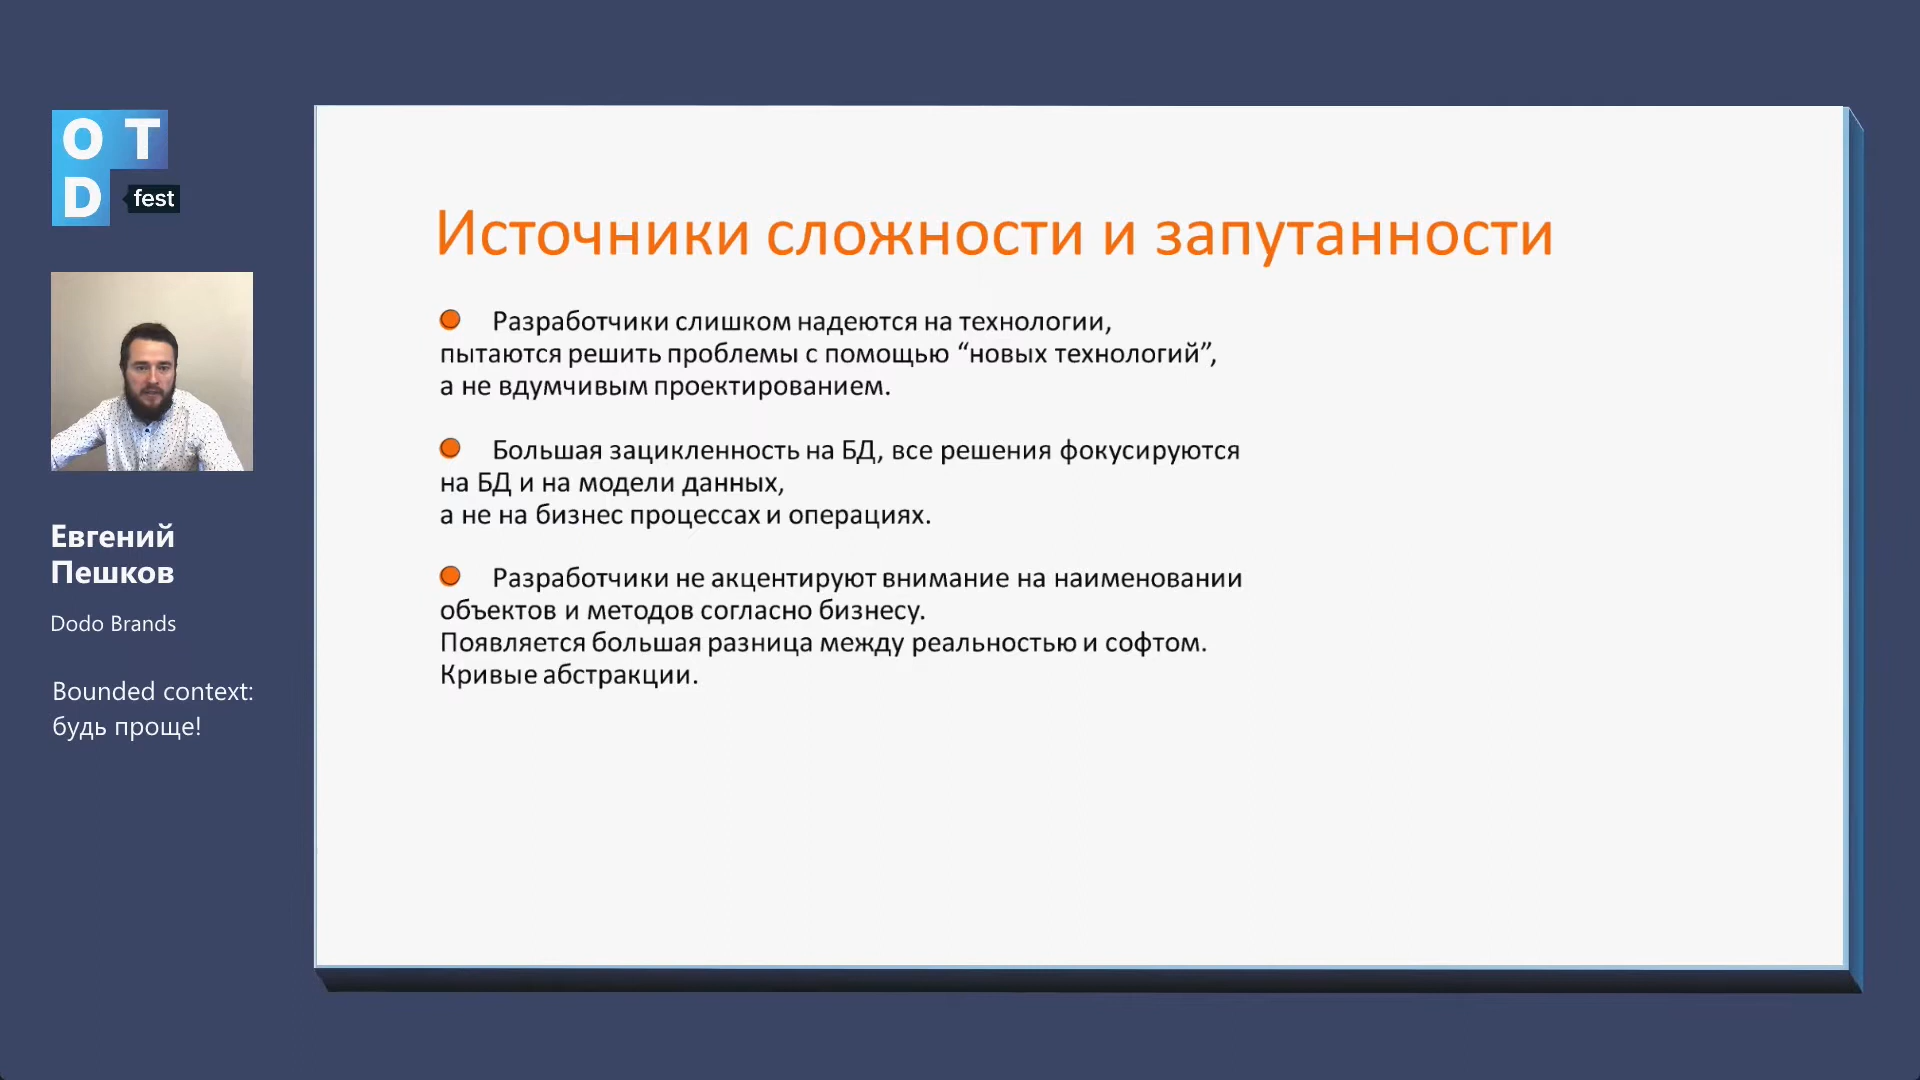 OT
D fest
Евгений
Пешков
Dodo Brands
Bounded context:
будь проще!
Источники сложности и запутанности
Разработчики слишком надеются на технологии,
пытаются решить проблемы с помощью “новых технологий”,
а не вдумчивым проектированием.
Большая зацикленность на БД, все решения фокусируются
на БД и на модели данных,
а не на бизнес процессах и операциях.
Разработчики не акцентируют внимание на наименовании
объектов и методов согласно бизнесу.
Появляется большая разница между реальностью и софтом.
Кривые абстракции.